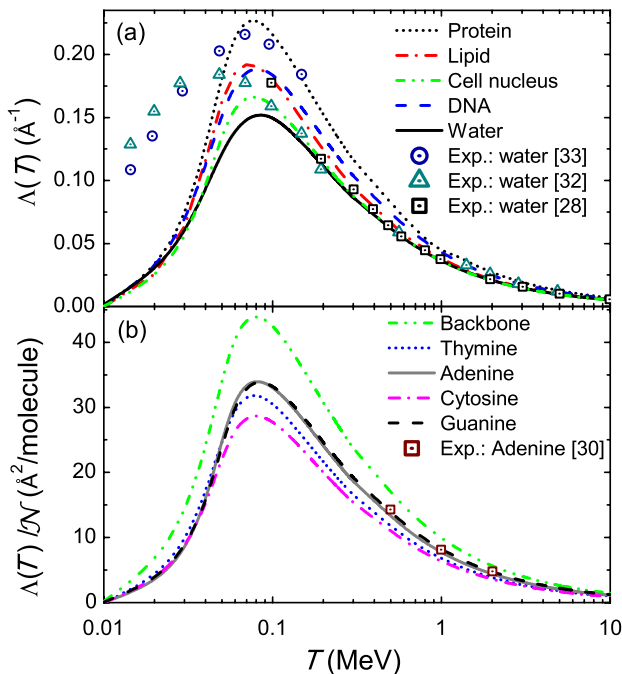 (a)
Protein
Lipid
Cell nucleus
DNA
Water
Exp.: water [33]
Exp.: water [32]
Exp.: water [28]
0.20
0.15
0.10
0.05
0.00
Λ(T) (Å⁻¹)
(b)
Backbone
Thymine
Adenine
Cytosine
Guanine
Exp.: Adenine [30]
40
30
20
10
0
Λ(T) /𝒩 (Å²/molecule)
0.01 0.1 1 10
T (MeV)